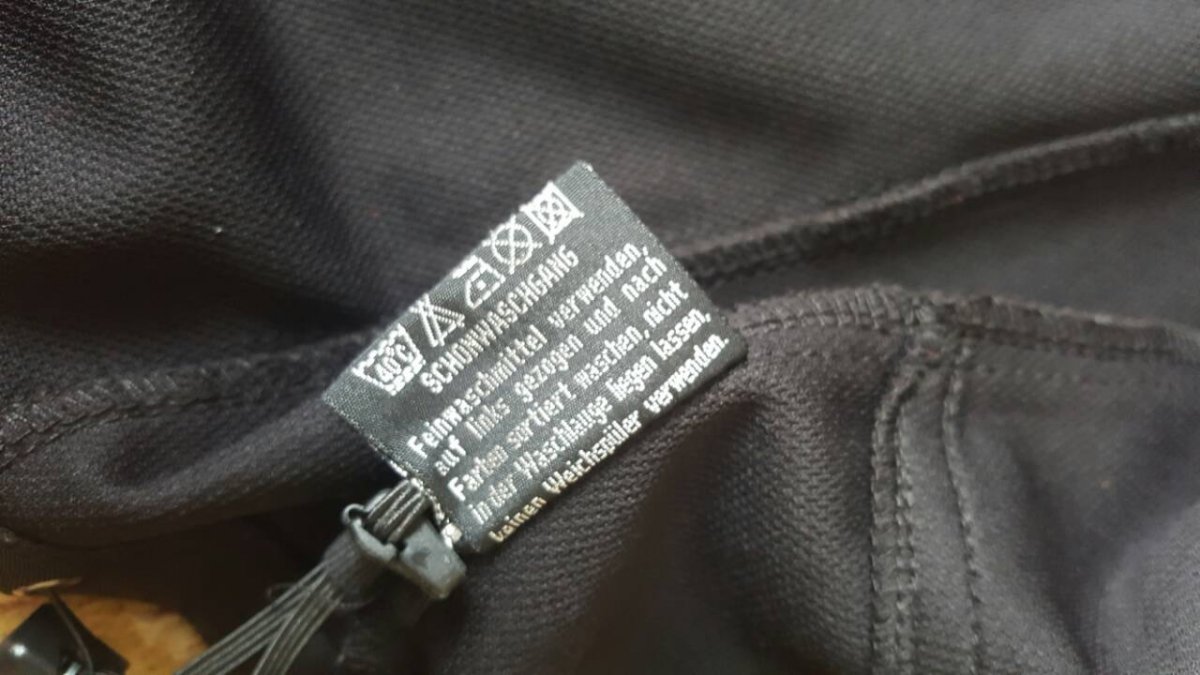 40°C
SCHONWASCHGANG
Feinwaschmittel verwenden,
auf links gezogen und nach
Farben sortiert waschen, nicht
in der Waschlauge liegen lassen,
keinen Weichspüler verwenden.